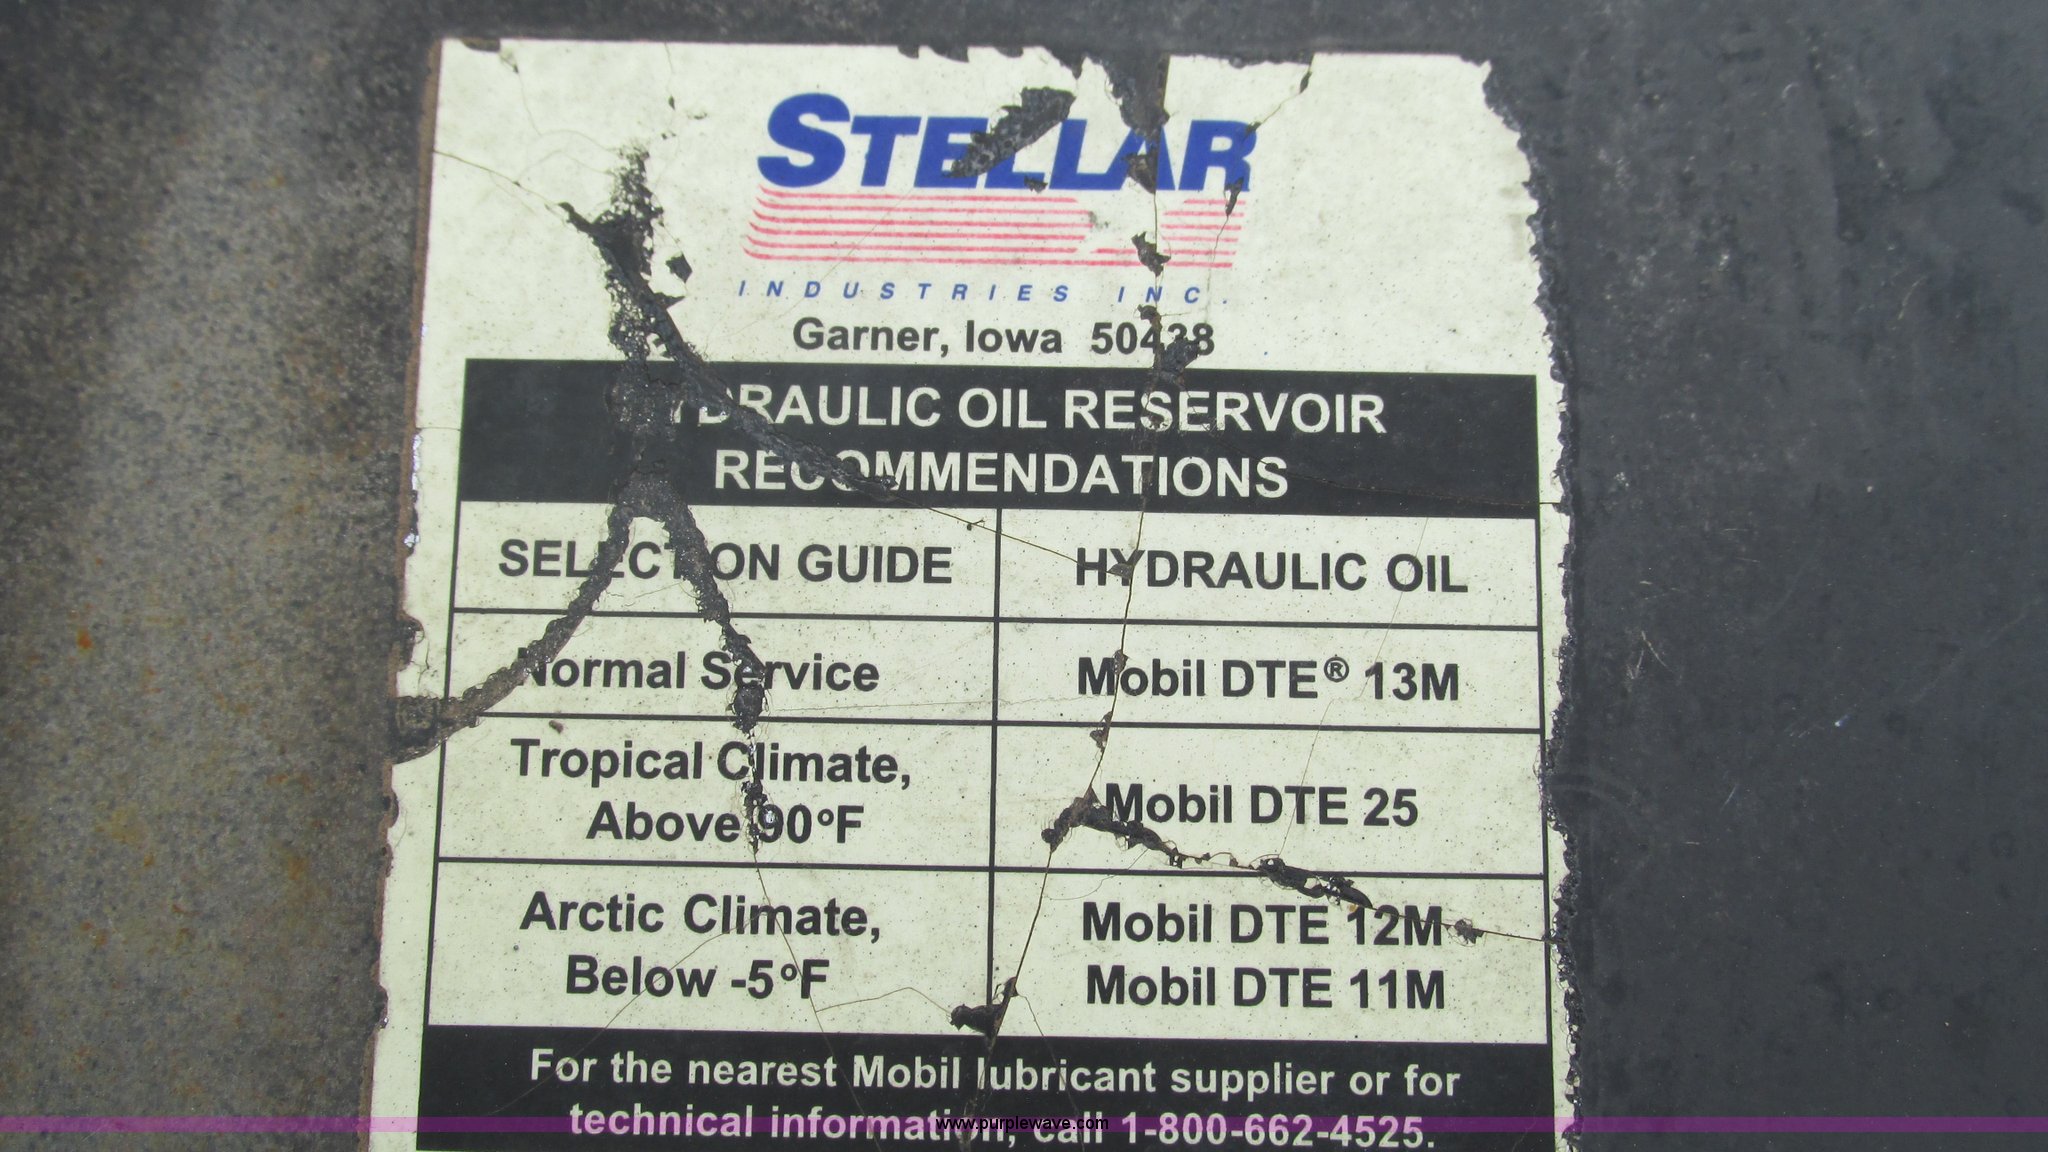 STELLAR
INDUSTRIES INC.
Garner, Iowa 50438
HYDRAULIC OIL RESERVOIR
RECOMMENDATIONS
SELECTION GUIDE
HYDRAULIC OIL
Normal Service
Mobil DTE® 13M
Tropical Climate,
Above 90°F
Mobil DTE 25
Arctic Climate,
Below -5°F
Mobil DTE 12M
Mobil DTE 11M
For the nearest Mobil lubricant supplier or for
technical information, call 1-800-662-4525.
www.purplewave.com